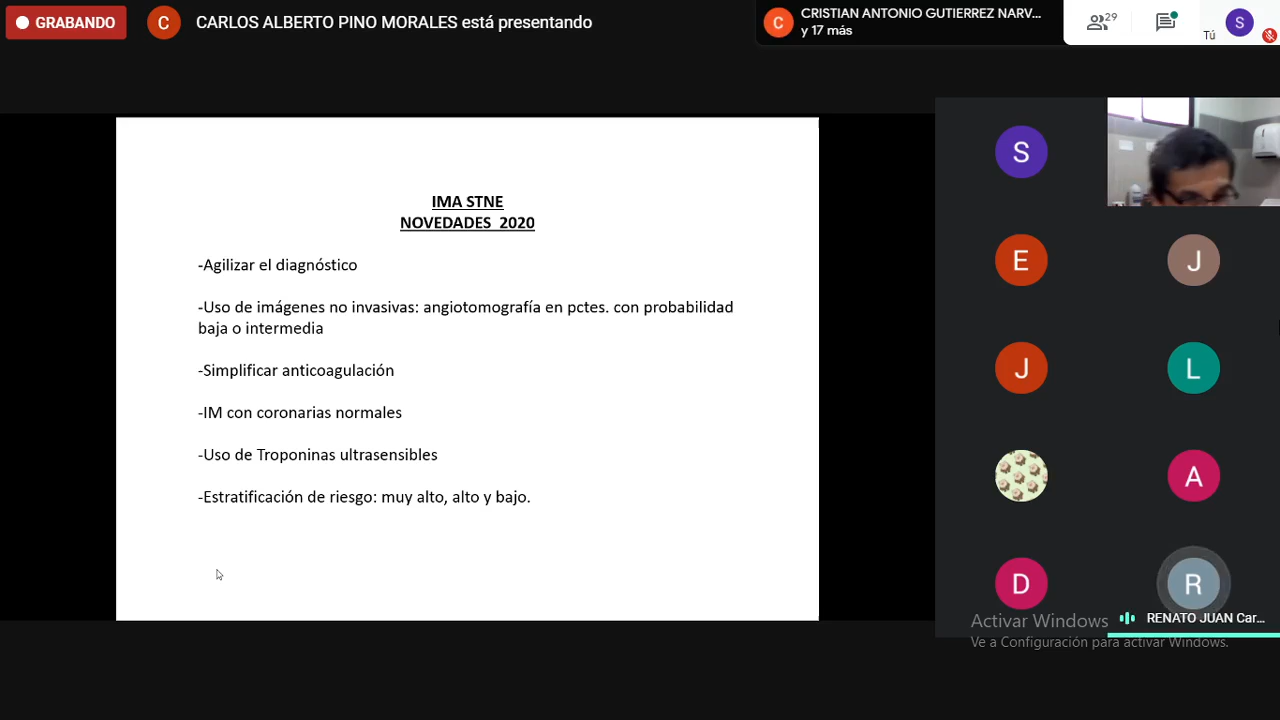 GRABANDO
C
CARLOS ALBERTO PINO MORALES está presentando
C
CRISTIAN ANTONIO GUTIERREZ NARV...
y 17 más
29
Tú
S
IMA STNE
NOVEDADES 2020
-Agilizar el diagnóstico
-Uso de imágenes no invasivas: angiotomografía en pctes. con probabilidad
baja o intermedia
-Simplificar anticoagulación
-IM con coronarias normales
-Uso de Troponinas ultrasensibles
-Estratificación de riesgo: muy alto, alto y bajo.
S
E
J
J
L
A
D
R
RENATO JUAN Car...
Activar Windows
Ve a Configuración para activar Windows.